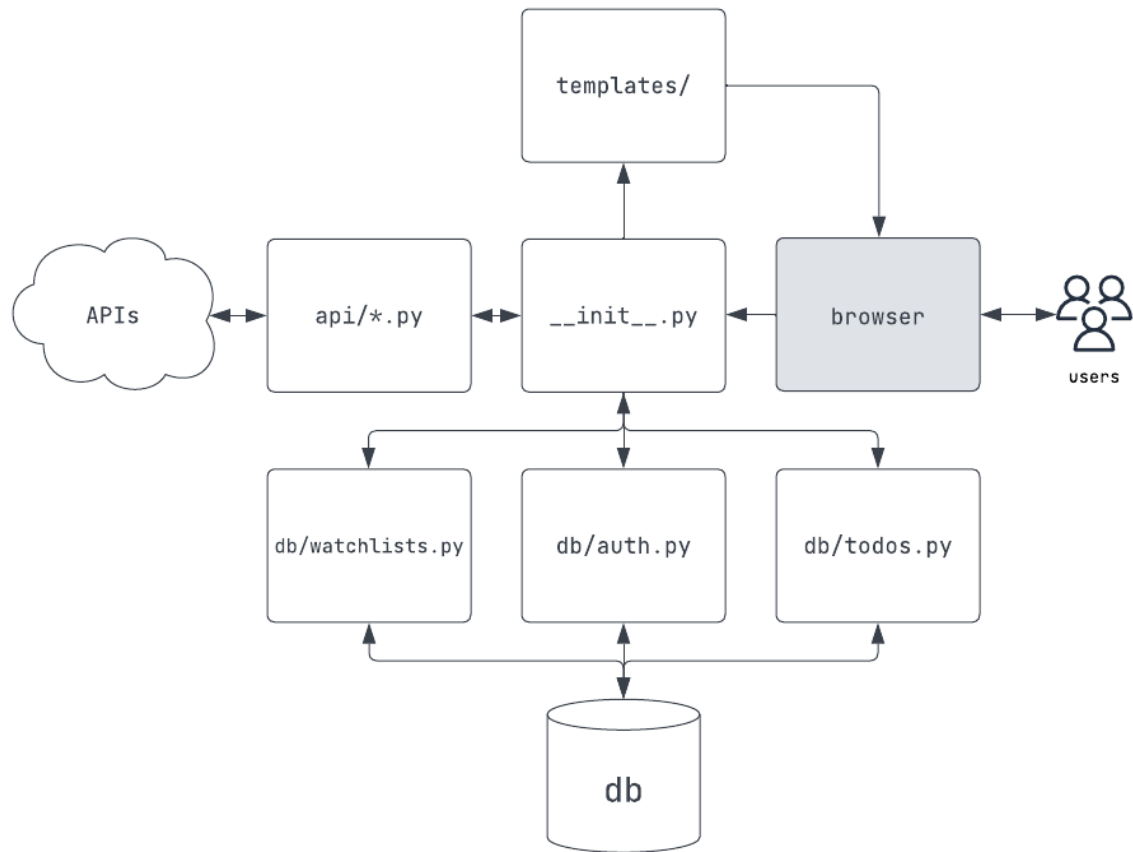 templates/
APIs
api/*.py
__init__.py
browser
users
db/watchlists.py
db/auth.py
db/todos.py
db